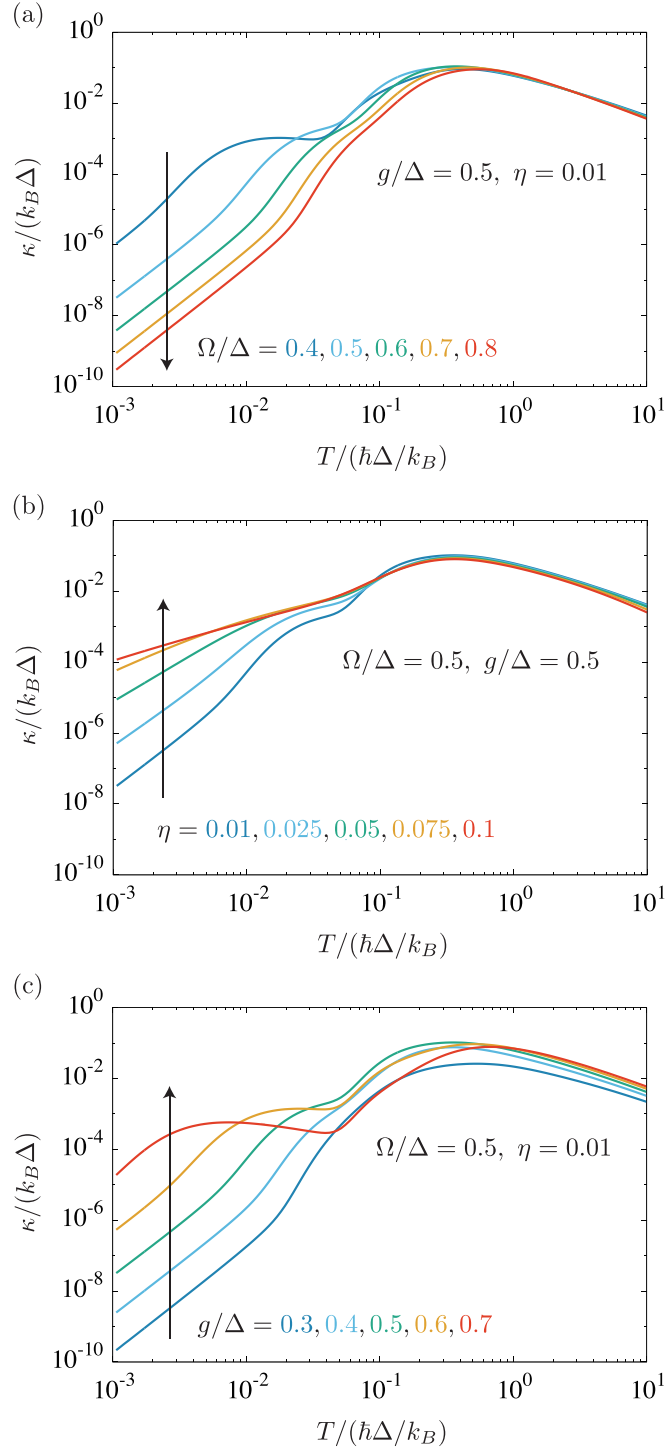 (a)
10^0
10^-2
10^-4
10^-6
10^-8
10^-10
κ/(k_BΔ)
g/Δ = 0.5, η = 0.01
Ω/Δ = 0.4, 0.5, 0.6, 0.7, 0.8
10^-3 10^-2 10^-1 10^0 10^1
T/(ℏΔ/k_B)
(b)
10^0
10^-2
10^-4
10^-6
10^-8
10^-10
κ/(k_BΔ)
Ω/Δ = 0.5, g/Δ = 0.5
η = 0.01, 0.025, 0.05, 0.075, 0.1
10^-3 10^-2 10^-1 10^0 10^1
T/(ℏΔ/k_B)
(c)
10^0
10^-2
10^-4
10^-6
10^-8
10^-10
κ/(k_BΔ)
Ω/Δ = 0.5, η = 0.01
g/Δ = 0.3, 0.4, 0.5, 0.6, 0.7
10^-3 10^-2 10^-1 10^0 10^1
T/(ℏΔ/k_B)